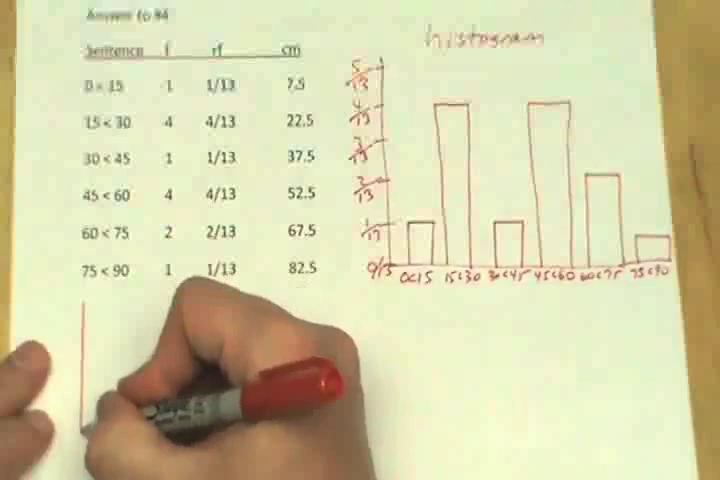 Answer to #4
Sentence f rf cm
0 < 15 1 1/13 7.5
15 < 30 4 4/13 22.5
30 < 45 1 1/13 37.5
45 < 60 4 4/13 52.5
60 < 75 2 2/13 67.5
75 < 90 1 1/13 82.5
histogram
5/13
4/13
3/13
2/13
1/13
0/13
0<15 15<30 30<45 45<60 60<75 75<90